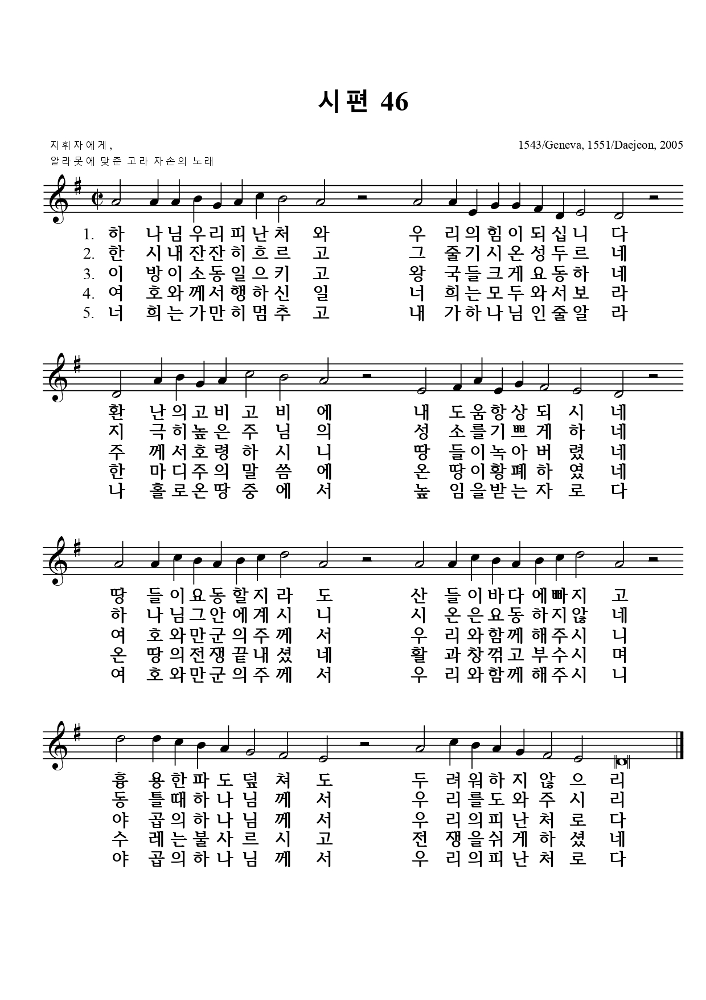 시편 46
지휘자에게,
1543/Geneva, 1551/Daejeon, 2005
알라못에 맞춘 고라 자손의 노래
1. 하나님우리피난처와 우리의힘이되십니다
2. 한시내잔잔히흐르고 그줄기시온성두르네
3. 이방이소동일으키고 왕국들크게요동하네
4. 여호와께서행하신일 너희는모두와서보라
5. 너희는가만히멈추고 내가하나님인줄알라
환난의고비고비에 내도움항상되시네
지극히높은주님의 성소를기쁘게하네
주께서호령하시니 땅들이녹아버렸네
한마디주의말씀에 온땅이황폐하였네
나홀로온땅중에서 높임을받는자로다
땅들이요동할지라도 산들이바다에빠지고
하나님그안에계시니 시온은요동하지않네
여호와만군의주께서 우리와함께해주시니
온땅의전쟁끝내셨네 활과창꺾고부수시며
여호와만군의주께서 우리와함께해주시니
흉용한파도덮쳐도 두려워하지않으리
동틀때하나님께서 우리를도와주시리
야곱의하나님께서 우리의피난처로다
수레는불사르시고 전쟁을쉬게하셨네
야곱의하나님께서 우리의피난처로다